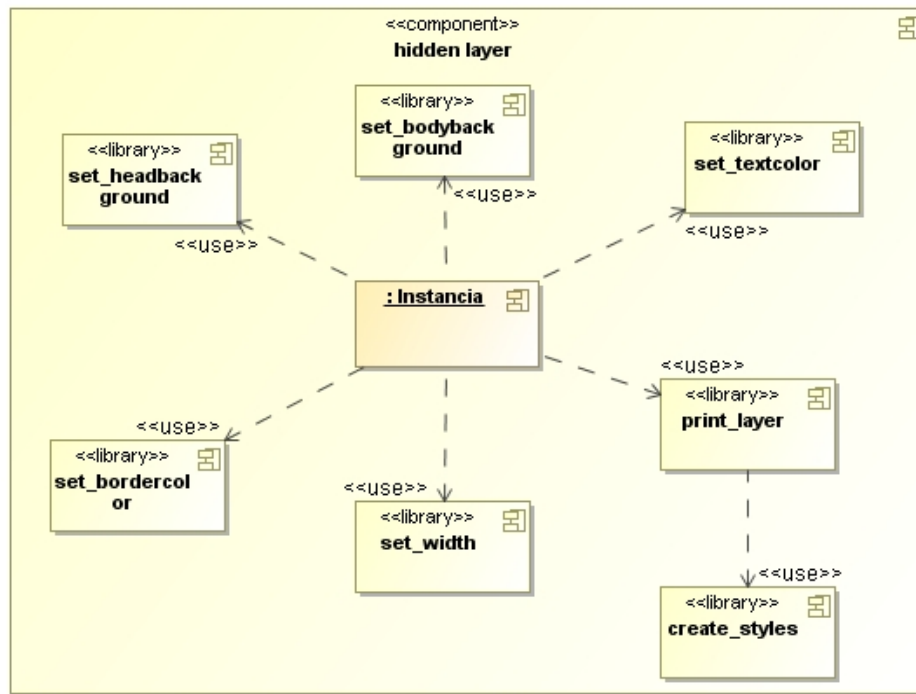 <<component>>
hidden layer
<<library>>
set_bodyback
ground
<<library>>
set_headback
ground
<<library>>
set_textcolor
<<use>>
<<use>>
<<use>>
: Instancia
<<use>>
<<library>>
print_layer
<<use>>
<<library>>
set_bordercol
or
<<use>>
<<library>>
set_width
<<use>>
<<library>>
create_styles